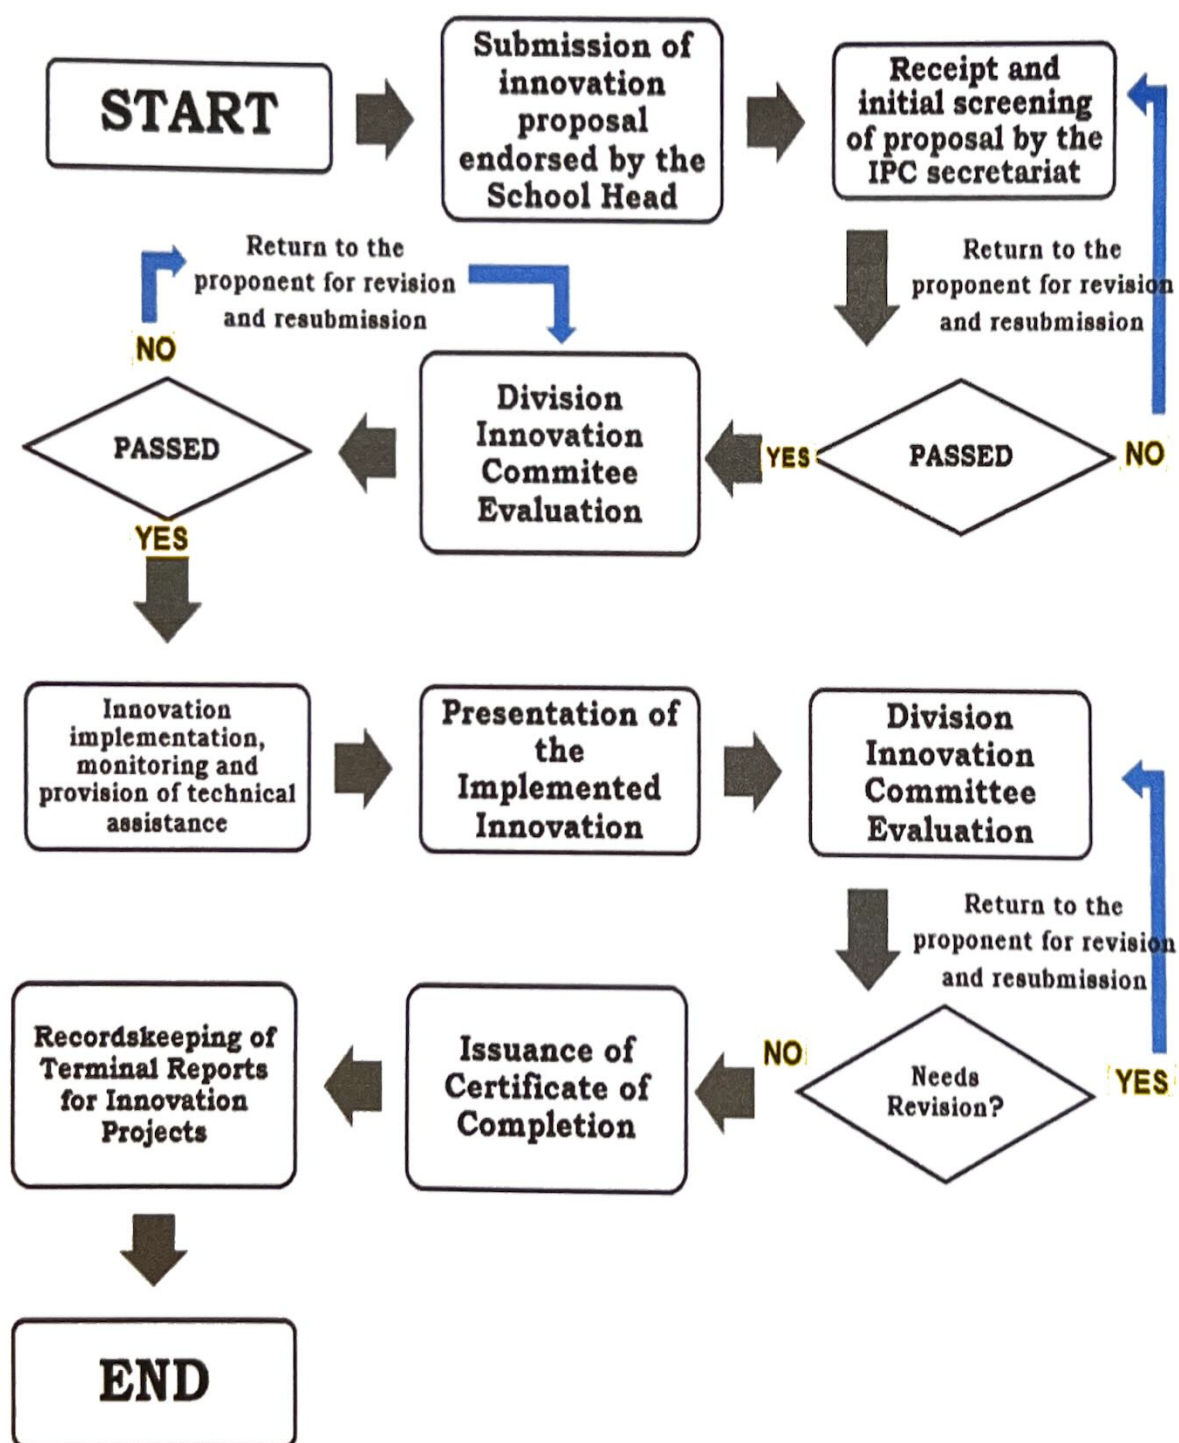 START
Submission of
innovation
proposal
endorsed by the
School Head
Receipt and
initial screening
of proposal by the
IPC secretariat
Return to the
proponent for revision
and resubmission
NO
PASSED
YES
Return to the
proponent for revision
and resubmission
Division
Innovation
Commitee
Evaluation
YES
PASSED
NO
Innovation
implementation,
monitoring and
provision of technical
assistance
Presentation of
the
Implemented
Innovation
Division
Innovation
Committee
Evaluation
Return to the
proponent for revision
and resubmission
Needs
Revision?
YES
NO
Issuance of
Certificate of
Completion
Recordskeeping of
Terminal Reports
for Innovation
Projects
END